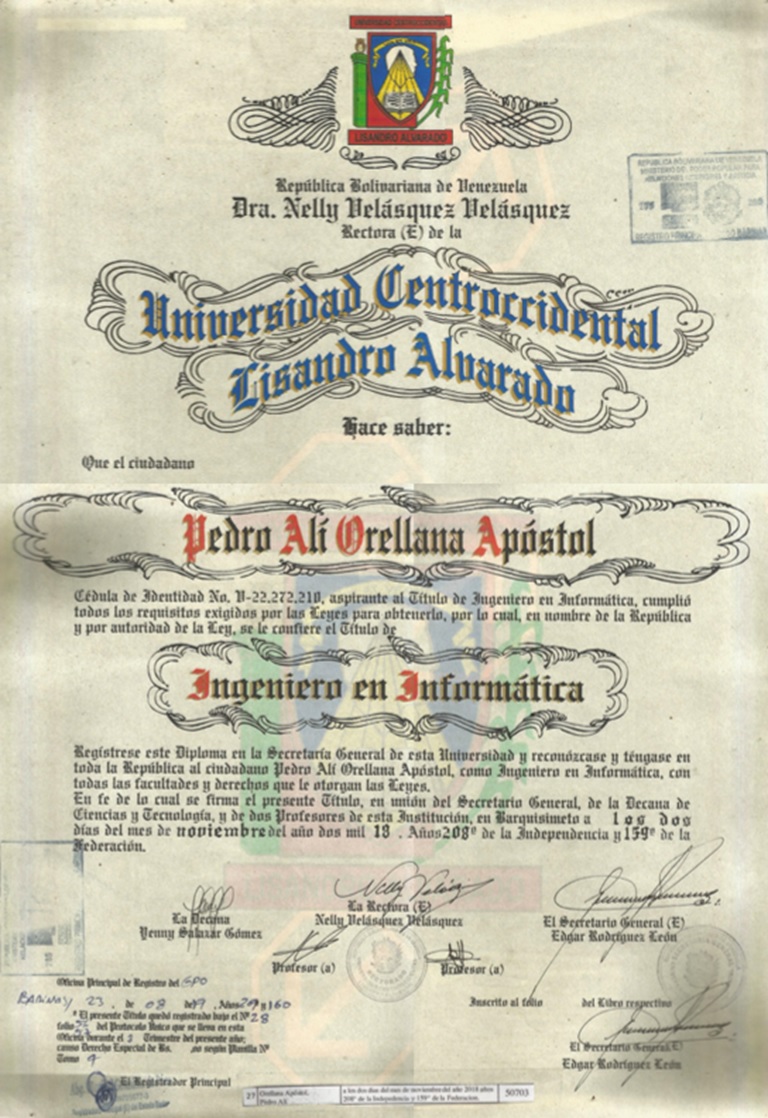 UNIVERSIDAD CENTROCCIDENTAL
LISANDRO ALVARADO
República Bolivariana de Venezuela
Dra. Nelly Velásquez Velásquez
Rectora (E) de la
REPUBLICA BOLIVARIANA DE VENEZUELA
MINISTERIO DEL PODER POPULAR PARA
Universidad Centroccidental
Lisandro Alvarado
Hace saber:
Que el ciudadano
Pedro Alí Orellana Apóstol
Cédula de Identidad No. V-22.272.210, aspirante al Título de Ingeniero en Informática, cumplió
todos los requisitos exigidos por las Leyes para obtenerlo, por lo cual, en nombre de la República
y por autoridad de la Ley, se le confiere el Título de
Ingeniero en Informática
Regístrese este Diploma en la Secretaría General de esta Universidad y reconózcase y téngase en
toda la República al ciudadano Pedro Alí Orellana Apóstol, como Ingeniero en Informática, con
todas las facultades y derechos que le otorgan las Leyes.
En fe de lo cual se firma el presente Título, en unión del Secretario General, de la Decana de
Ciencias y Tecnología, y de dos Profesores de esta Institución, en Barquisimeto a los dos
días del mes de noviembre del año dos mil 18 . Años 208º de la Independencia y 159º de la
Federación.
La Decana
Yenny Salazar Gómez
La Rectora (E)
Nelly Velásquez Velásquez
El Secretario General (E)
Edgar Rodríguez León
Profesor (a)
Profesor (a)
Oficina Principal de Registro del
Barinas 23 . de 08 del 19 . Años 209 y 160
El presente Título quedó registrado bajo el Nº 28
folio del Protocolo Único que se lleva en esta
Oficina durante el 3 Trimestre del presente año;
causo Derecho Especial de Bs. .00 según Planilla Nº
Tomo 4
El Registrador Principal
Inscrito al folio del Libro respectivo
El Secretario General(E)
Edgar Rodríguez León
23 Orellana Apóstol, Pedro Alí
a los dos días del mes de noviembre del año 2018 años
208° de la Independencia y 159° de la Federacion.
50703